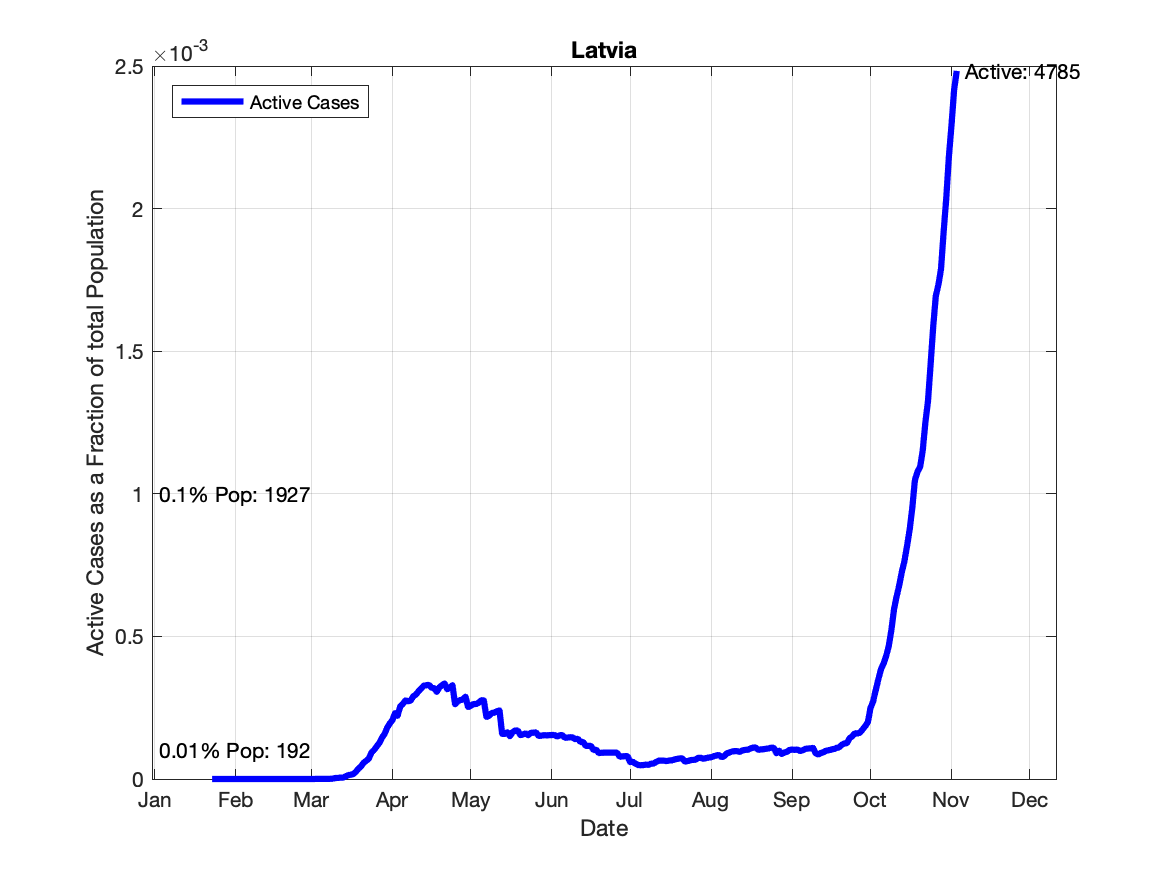 Latvia
×10-3
2.5
2
1.5
1
0.5
0
Active Cases as a Fraction of total Population
Active Cases
Active: 4785
0.1% Pop: 1927
0.01% Pop: 192
Jan Feb Mar Apr May Jun Jul Aug Sep Oct Nov Dec
Date